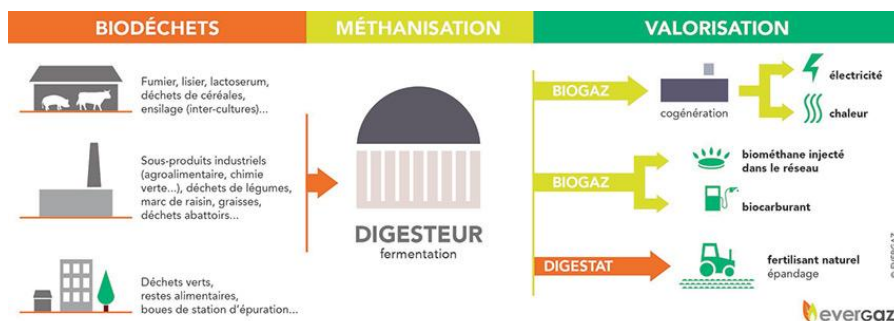 BIODÉCHETS
MÉTHANISATION
VALORISATION
Fumier, lisier, lactoserum,
déchets de céréales,
ensilage (inter-cultures)...
Sous-produits industriels
(agroalimentaire, chimie
verte...), déchets de légumes,
marc de raisin, graisses,
déchets abattoirs...
Déchets verts,
restes alimentaires,
boues de station d'épuration...
DIGESTEUR
fermentation
BIOGAZ
cogénération
électricité
chaleur
BIOGAZ
biométhane injecté
dans le réseau
biocarburant
DIGESTAT
fertilisant naturel
épandage
© EVERGAZ
evergaz